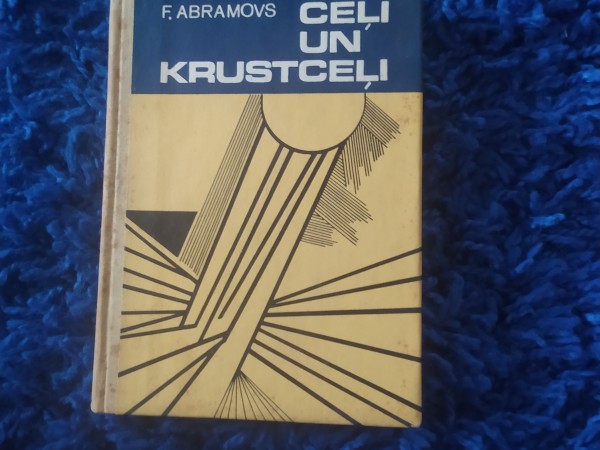 F. ABRAMOVS
CEĻI
UN
KRUSTCEĻI